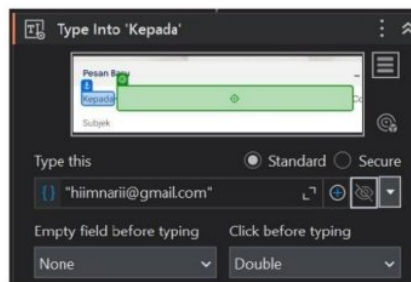 Type Into 'Kepada'
Pesan Baru
Kepada
Subjek
Type this
Standard
Secure
"hiimnarii@gmail.com"
Empty field before typing
Click before typing
None
Double